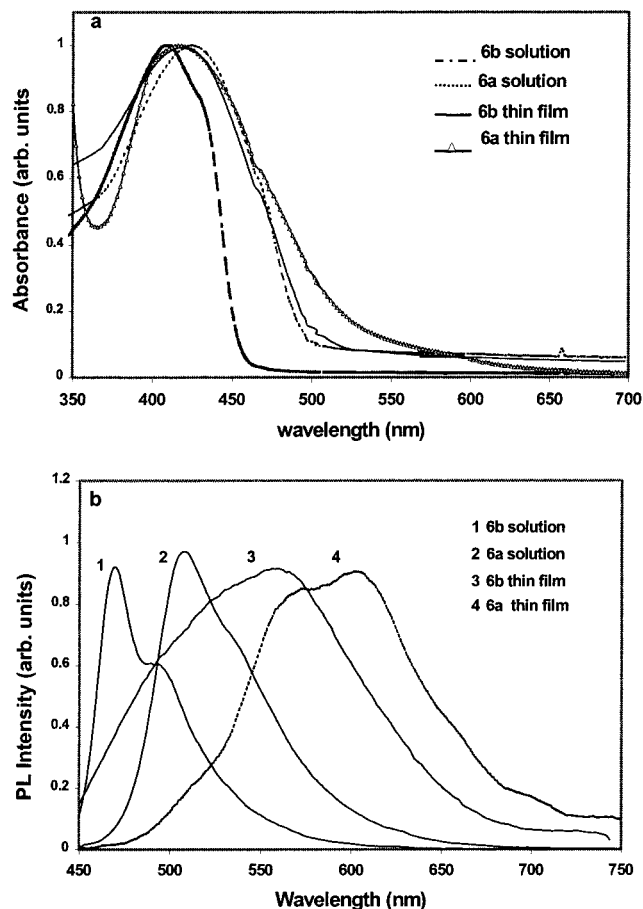 a
1
0.8
0.6
0.4
0.2
0
Absorbance (arb. units)
6b solution
6a solution
6b thin film
6a thin film
350 400 450 500 550 600 650 700
wavelength (nm)
b
1.2
1
0.8
0.6
0.4
0.2
0
PL Intensity (arb. units)
1 2 3 4
1 6b solution
2 6a solution
3 6b thin film
4 6a thin film
450 500 550 600 650 700 750
Wavelength (nm)